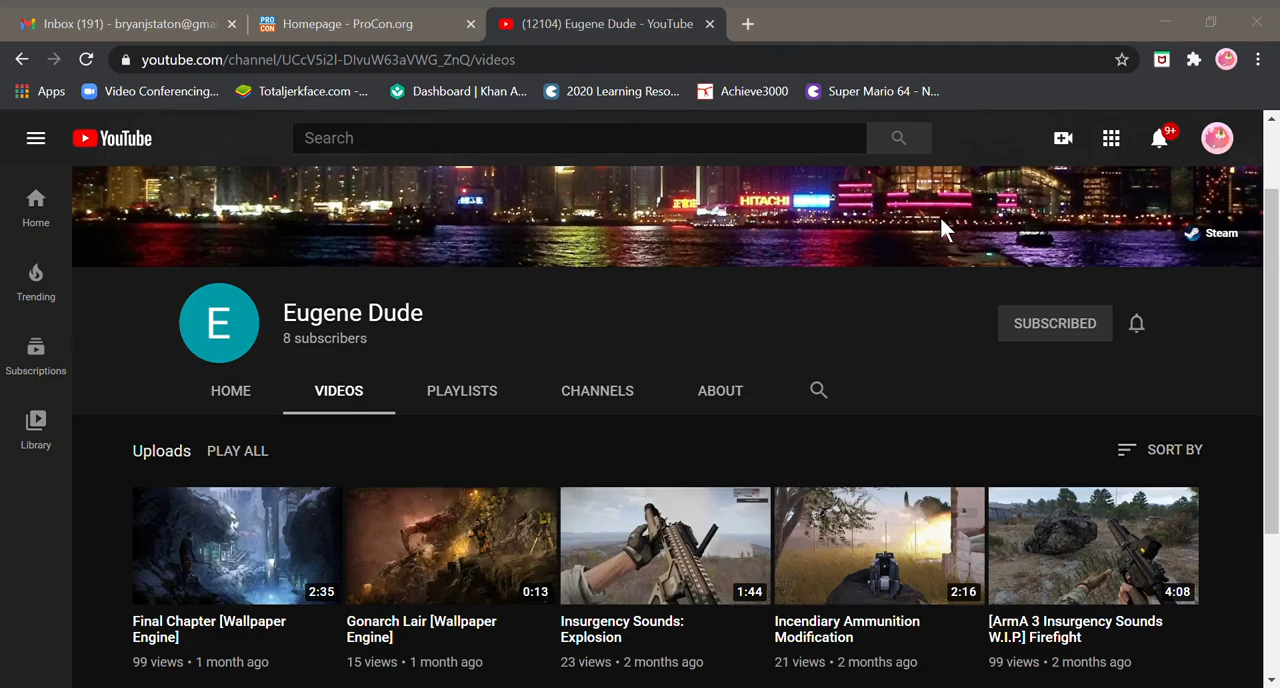 Inbox (191) - bryanjstaton@gma
PRO CON Homepage - ProCon.org
(12104) Eugene Dude - YouTube
youtube.com/channel/UCcV5i2l-DIvuW63aVWG_ZnQ/videos
Apps Video Conferencing... Totaljerkface.com -... Dashboard | Khan A... 2020 Learning Reso... Achieve3000 Super Mario 64 - N...
YouTube Search 9+
HITACHI
Steam
Home
Trending
Subscriptions
Library
E
Eugene Dude
8 subscribers
SUBSCRIBED
HOME VIDEOS PLAYLISTS CHANNELS ABOUT
Uploads PLAY ALL SORT BY
2:35 0:13 1:44 2:16 4:08
Final Chapter [Wallpaper
Engine]
99 views • 1 month ago
Gonarch Lair [Wallpaper
Engine]
15 views • 1 month ago
Insurgency Sounds:
Explosion
23 views • 2 months ago
Incendiary Ammunition
Modification
21 views • 2 months ago
[ArmA 3 Insurgency Sounds
W.I.P.] Firefight
99 views • 2 months ago